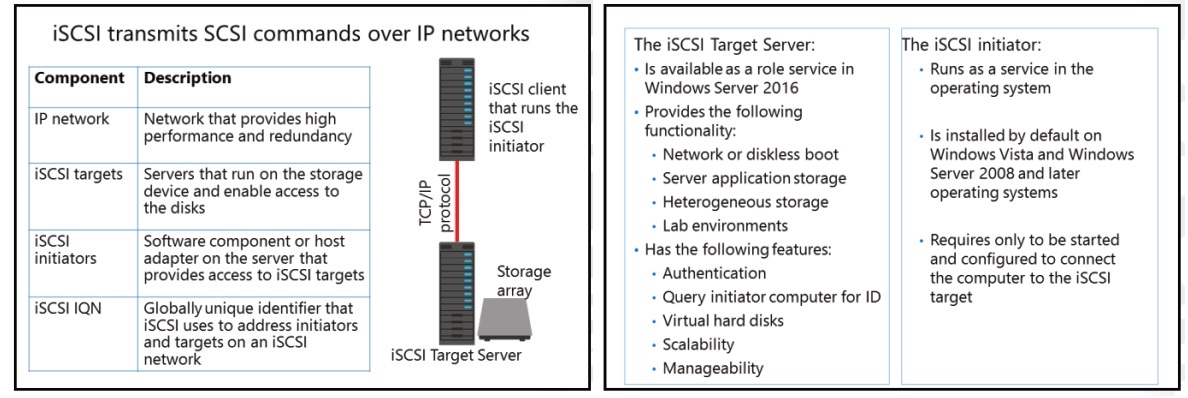 iSCSI transmits SCSI commands over IP networks
Component Description
IP network Network that provides high
performance and redundancy
iSCSI targets Servers that run on the storage
device and enable access to
the disks
iSCSI Software component or host
initiators adapter on the server that
provides access to iSCSI targets
iSCSI IQN Globally unique identifier that
iSCSI uses to address initiators
and targets on an iSCSI
network
iSCSI client
that runs the
iSCSI
initiator
TCP/IP
protocol
Storage
array
iSCSI Target Server
The iSCSI Target Server:
• Is available as a role service in
Windows Server 2016
• Provides the following
functionality:
• Network or diskless boot
• Server application storage
• Heterogeneous storage
• Lab environments
• Has the following features:
• Authentication
• Query initiator computer for ID
• Virtual hard disks
• Scalability
• Manageability
The iSCSI initiator:
• Runs as a service in the
operating system
• Is installed by default on
Windows Vista and Windows
Server 2008 and later
operating systems
• Requires only to be started
and configured to connect
the computer to the iSCSI
target